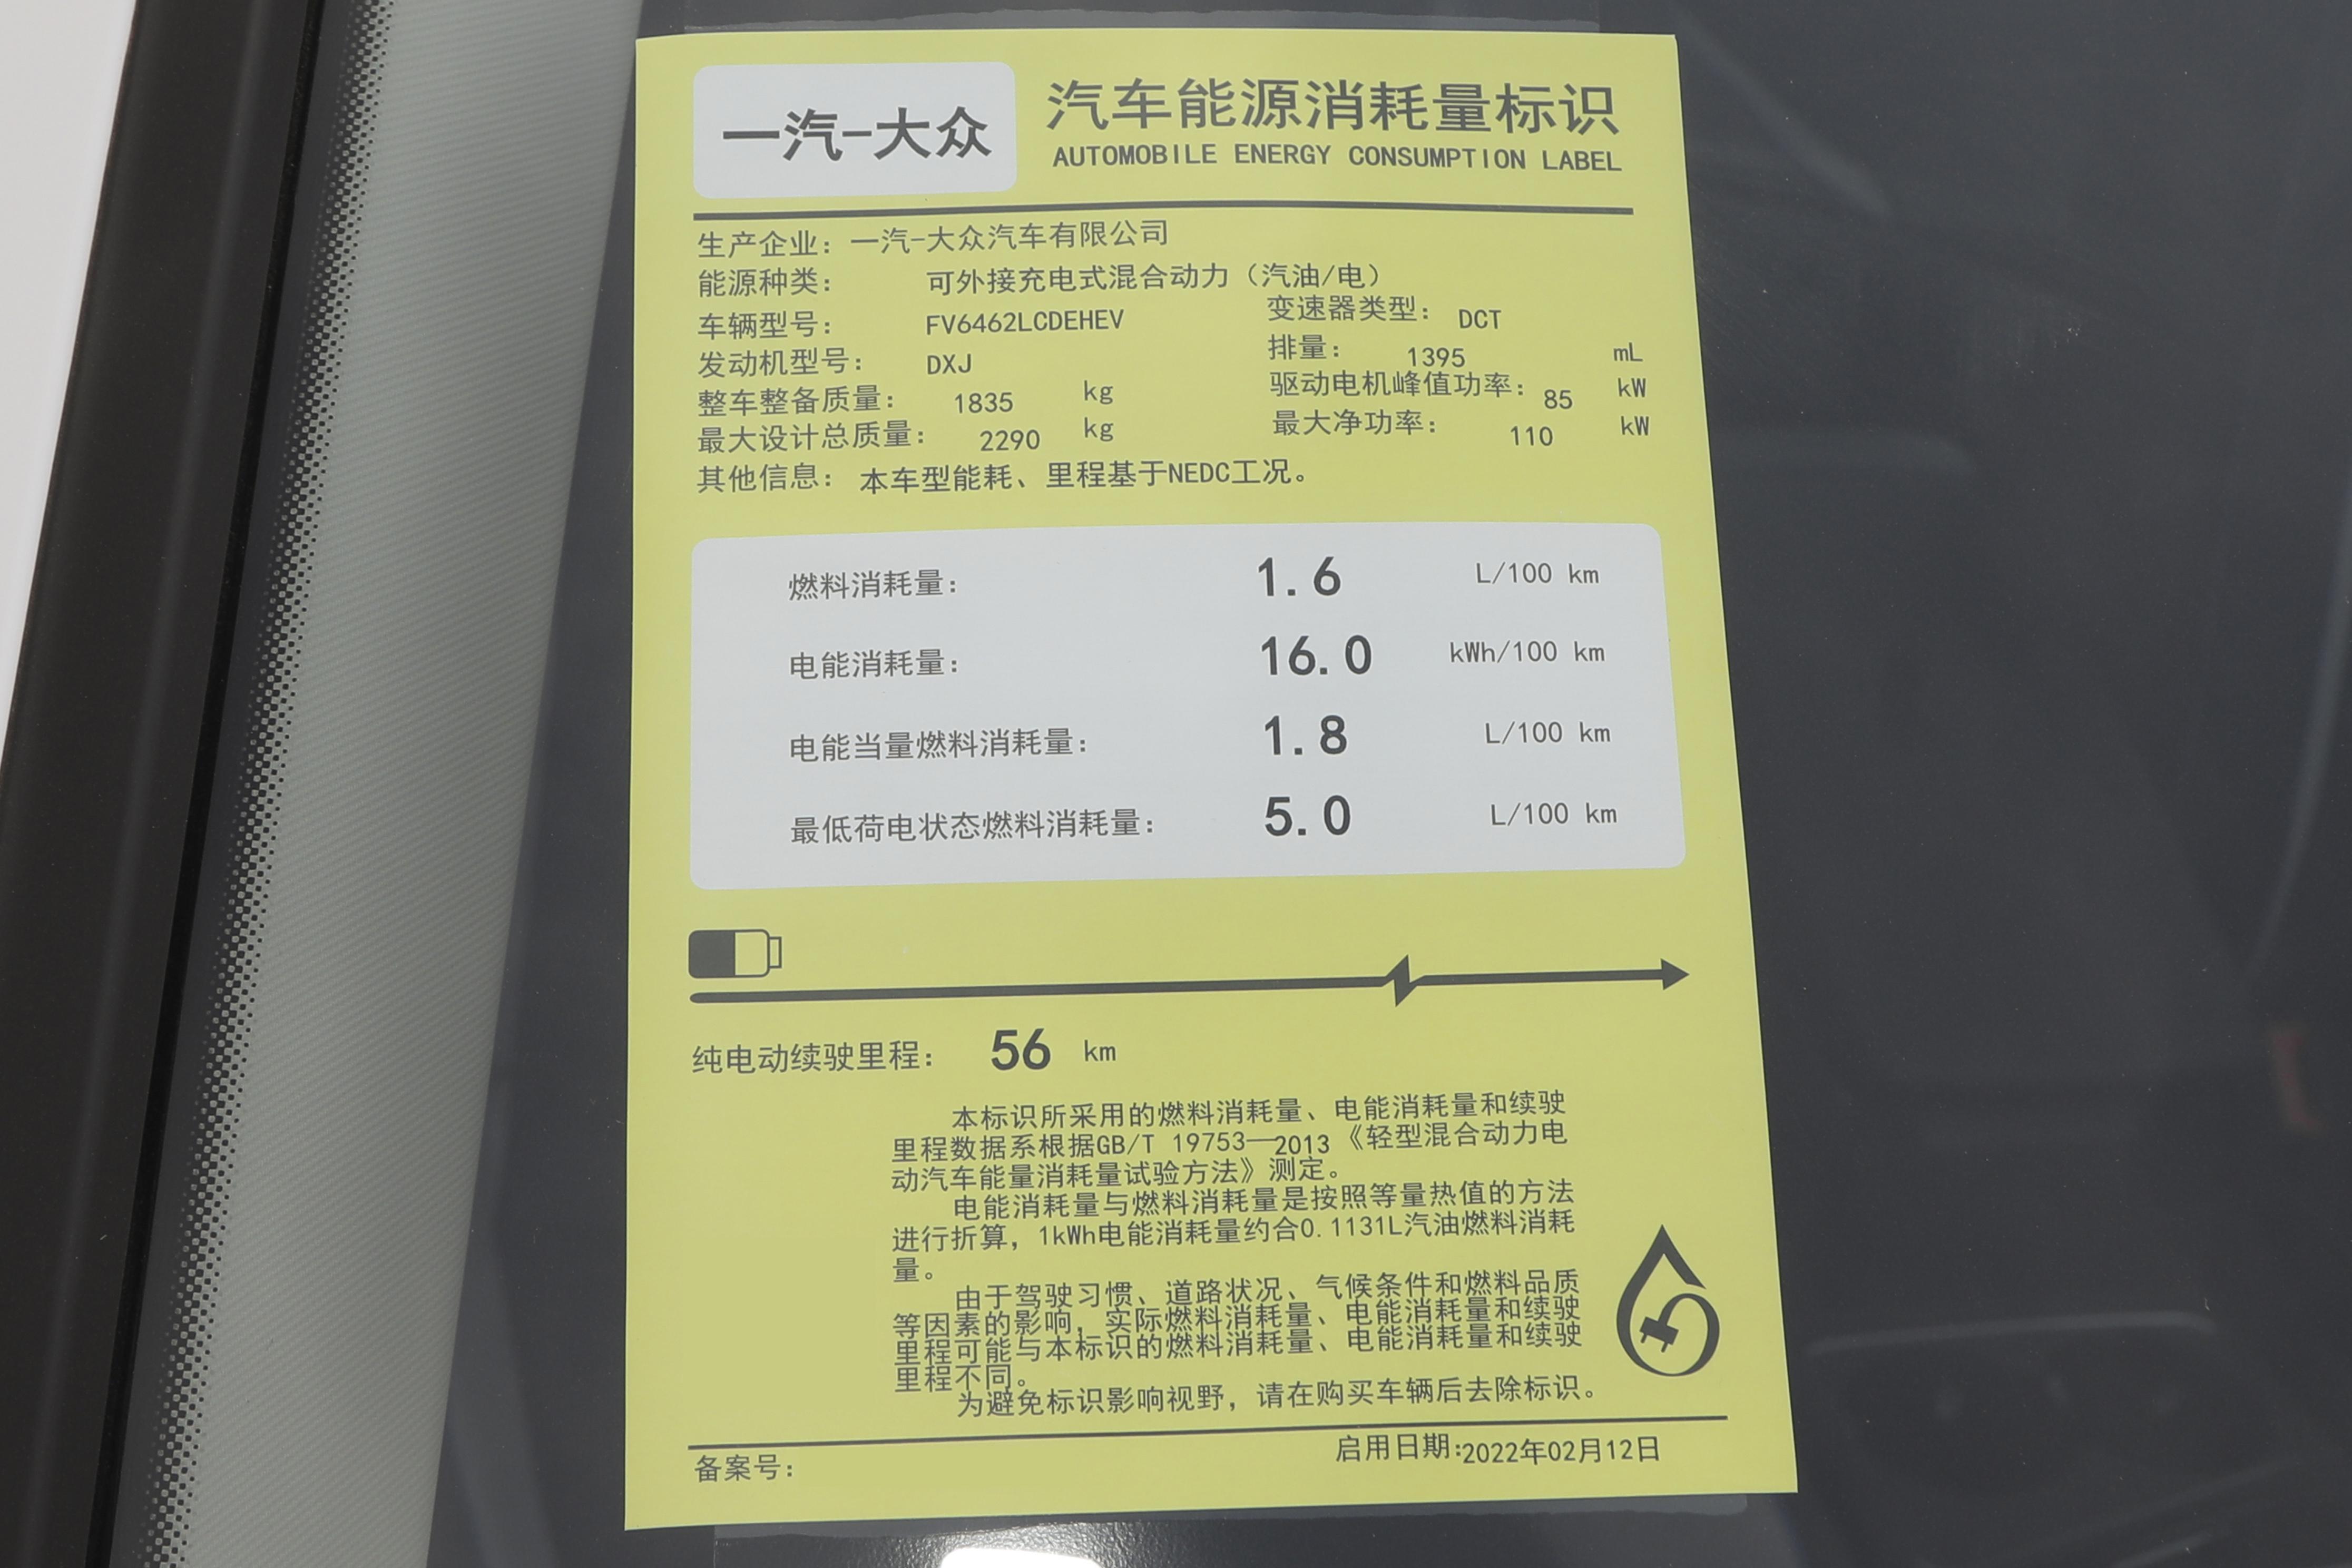 一汽-大众
汽车能源消耗量标识
AUTOMOBILE ENERGY CONSUMPTION LABEL
生产企业：一汽-大众汽车有限公司
能源种类： 可外接充电式混合动力（汽油/电）
车辆型号： FV6462LCDEHEV 变速器类型： DCT
发动机型号： DXJ 排量： 1395 mL
整车整备质量： 1835 kg 驱动电机峰值功率： 85 kW
最大设计总质量： 2290 kg 最大净功率： 110 kW
其他信息： 本车型能耗、里程基于NEDC工况。
燃料消耗量： 1.6 L/100 km
电能消耗量： 16.0 kWh/100 km
电能当量燃料消耗量： 1.8 L/100 km
最低荷电状态燃料消耗量： 5.0 L/100 km
纯电动续驶里程： 56 km
本标识所采用的燃料消耗量、电能消耗量和续驶
里程数据系根据GB/T 19753—2013《轻型混合动力电
动汽车能量消耗量试验方法》测定。
电能消耗量与燃料消耗量是按照等量热值的方法
进行折算，1kWh电能消耗量约合0.1131L汽油燃料消耗
量。
由于驾驶习惯、道路状况、气候条件和燃料品质
等因素的影响，实际燃料消耗量、电能消耗量和续驶
里程可能与本标识的燃料消耗量、电能消耗量和续驶
里程不同。
为避免标识影响视野，请在购买车辆后去除标识。
备案号： 启用日期:2022年02月12日